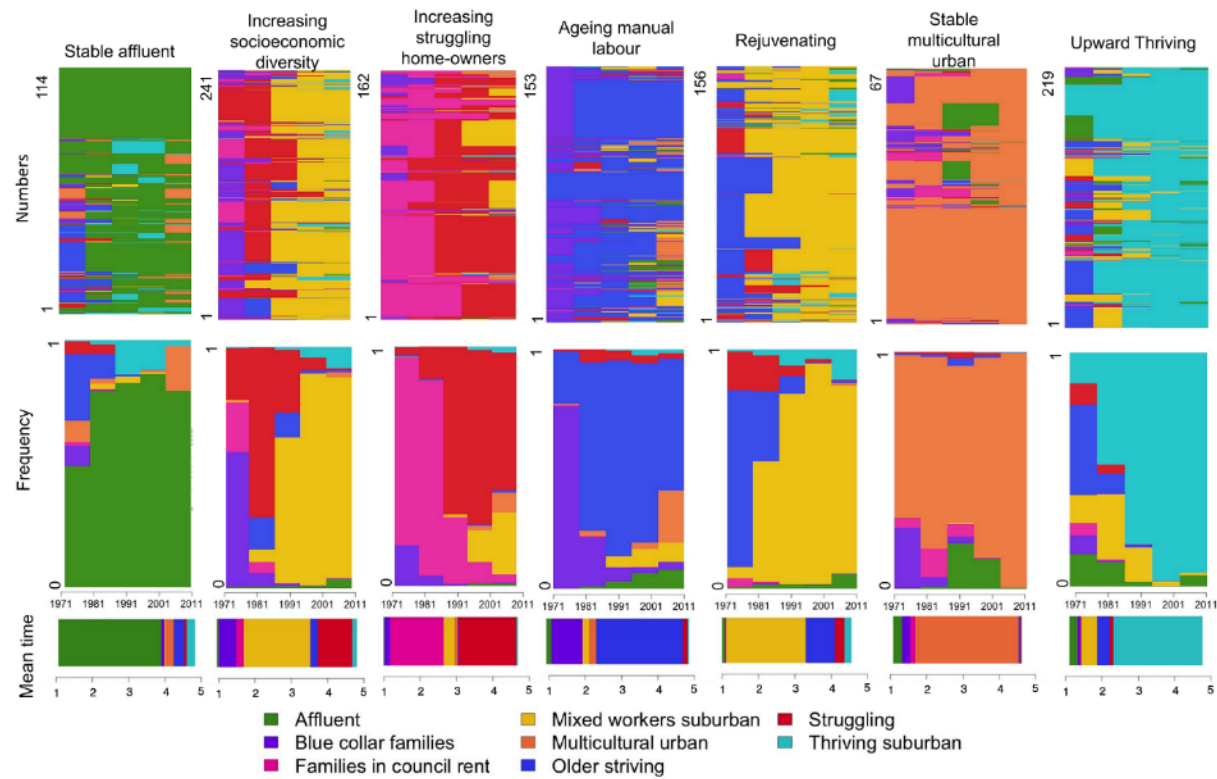 Stable affluent
Increasing
socioeconomic
diversity
Increasing
struggling
home-owners
Ageing manual
labour
Rejuvenating
Stable
multicultural
urban
Upward Thriving
Numbers
114
1
241
1
162
1
153
1
156
1
67
1
219
1
Frequency
1
0
1
0
1
0
1
0
1
0
1
0
1
0
1971 1981 1991 2001 2011
1971 1981 1991 2001 2011
1971 1981 1991 2001 2011
1971 1981 1991 2001 2011
1971 1981 1991 2001 2011
1971 1981 1991 2001 2011
1971 1981 1991 2001 2011
Mean time
1 2 3 4 5
1 2 3 4 5
1 2 3 4 5
1 2 3 4 5
1 2 3 4 5
1 2 3 4 5
1 2 3 4 5
Affluent
Blue collar families
Families in council rent
Mixed workers suburban
Multicultural urban
Older striving
Struggling
Thriving suburban